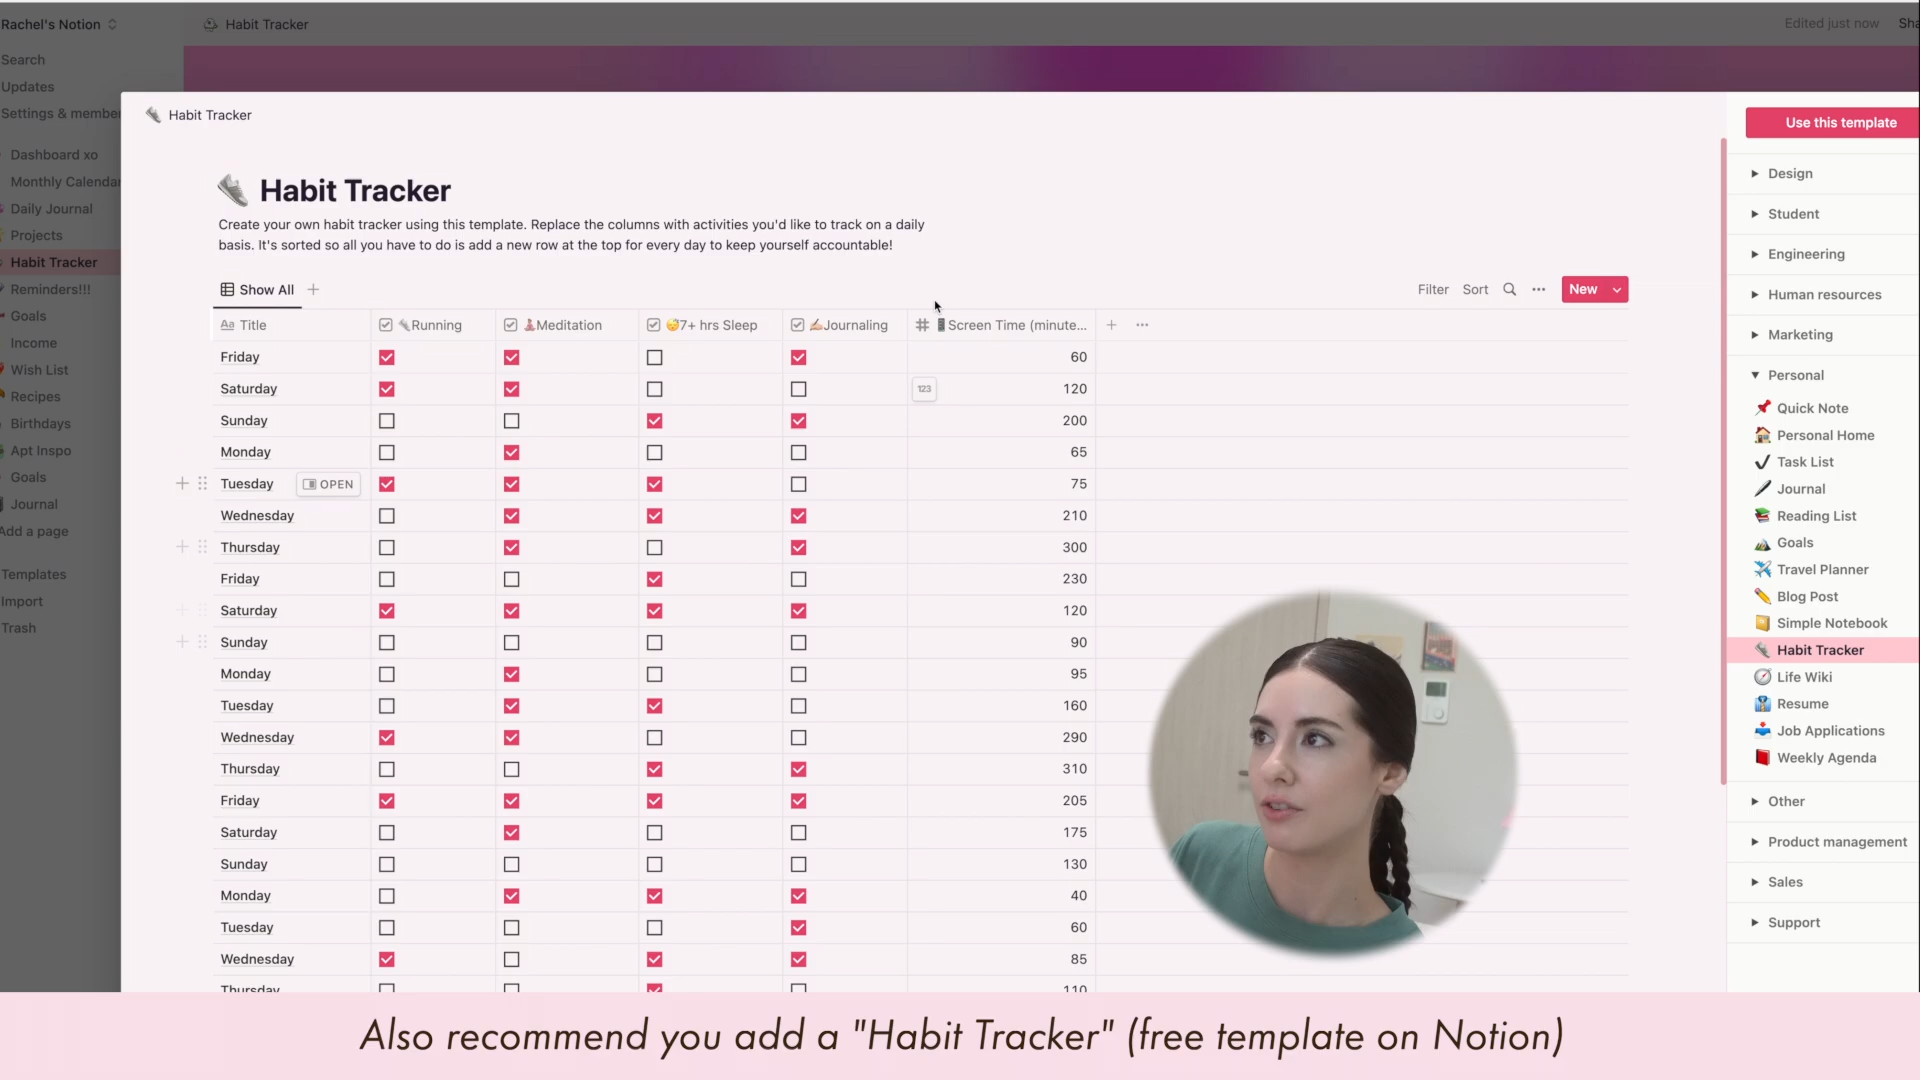 Rachel's Notion
Habit Tracker
Edited just now
Sha
Search
Updates
Settings & membe
Dashboard xo
Monthly Calendar
Daily Journal
Projects
Habit Tracker
Reminders!!!
Goals
Income
Wish List
Recipes
Birthdays
Apt Inspo
Goals
Journal
Add a page
Templates
Import
Trash
Habit Tracker
Habit Tracker
Create your own habit tracker using this template. Replace the columns with activities you'd like to track on a daily
basis. It's sorted so all you have to do is add a new row at the top for every day to keep yourself accountable!
Show All
Filter Sort New
Aa Title Running Meditation 7+ hrs Sleep Journaling # Screen Time (minute...
Friday 60
Saturday 123 120
Sunday 200
Monday 65
Tuesday OPEN 75
Wednesday 210
Thursday 300
Friday 230
Saturday 120
Sunday 90
Monday 95
Tuesday 160
Wednesday 290
Thursday 310
Friday 205
Saturday 175
Sunday 130
Monday 40
Tuesday 60
Wednesday 85
Thursday 110
Use this template
Design
Student
Engineering
Human resources
Marketing
Personal
Quick Note
Personal Home
Task List
Journal
Reading List
Goals
Travel Planner
Blog Post
Simple Notebook
Habit Tracker
Life Wiki
Resume
Job Applications
Weekly Agenda
Other
Product management
Sales
Support
Also recommend you add a "Habit Tracker" (free template on Notion)